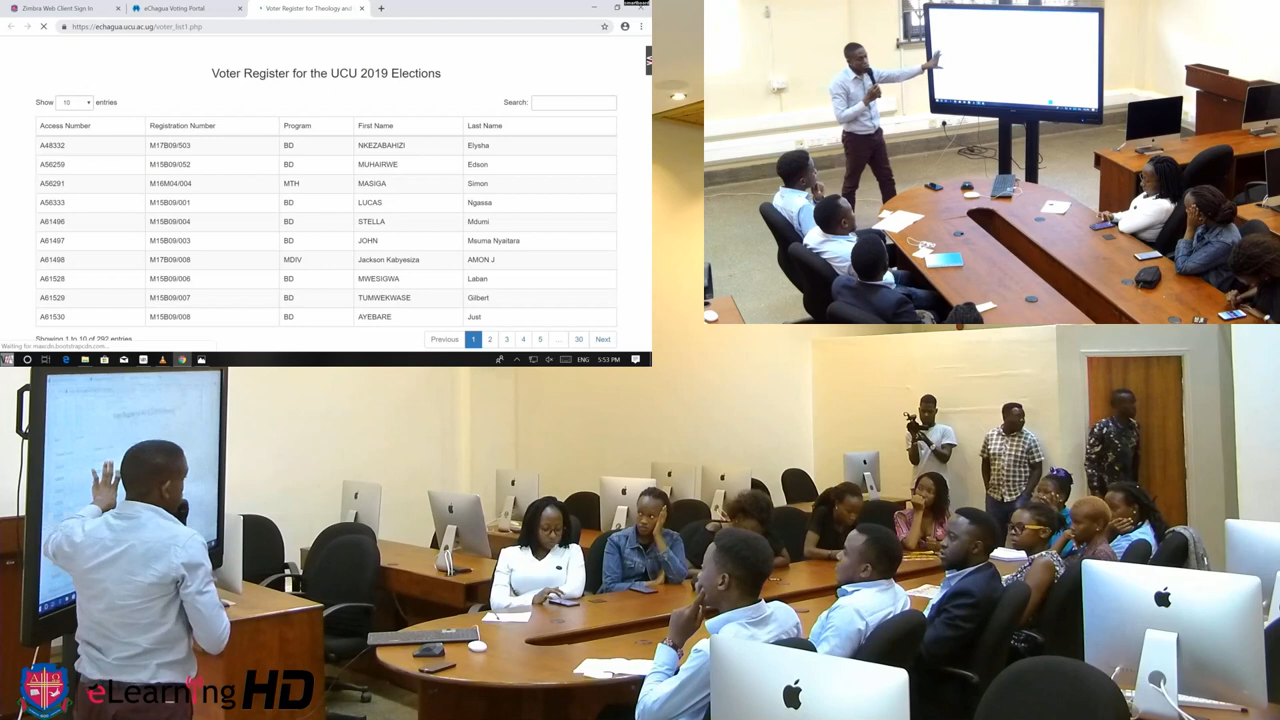 Zimbra Web Client Sign In
eChagua Voting Portal
Voter Register for Theology and
smartboard
https://echagua.ucu.ac.ug/voter_list1.php
Voter Register for the UCU 2019 Elections
Show 10 entries
Search:
Access Number Registration Number Program First Name Last Name
A48332 M17B09/503 BD NKEZABAHIZI Elysha
A56259 M15B09/052 BD MUHAIRWE Edson
A56291 M16M04/004 MTH MASIGA Simon
A56333 M15B09/001 BD LUCAS Ngassa
A61496 M15B09/004 BD STELLA Mdumi
A61497 M15B09/003 BD JOHN Msuma Nyaitara
A61498 M17B09/008 MDIV Jackson Kabyesiza AMON J
A61528 M15B09/006 BD MWESIGWA Laban
A61529 M15B09/007 BD TUMWEKWASE Gilbert
A61530 M15B09/008 BD AYEBARE Just
Showing 1 to 10 of 292 entries
Previous 1 2 3 4 5 ... 30 Next
Waiting for maxcdn.bootstrapcdn.com...
ENG 5:53 PM
eLearning HD